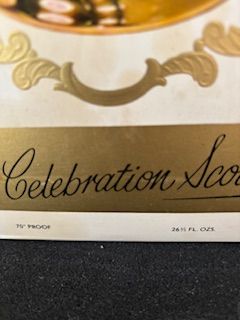 Celebration Sco
75° PROOF 26⅔ FL. OZS.